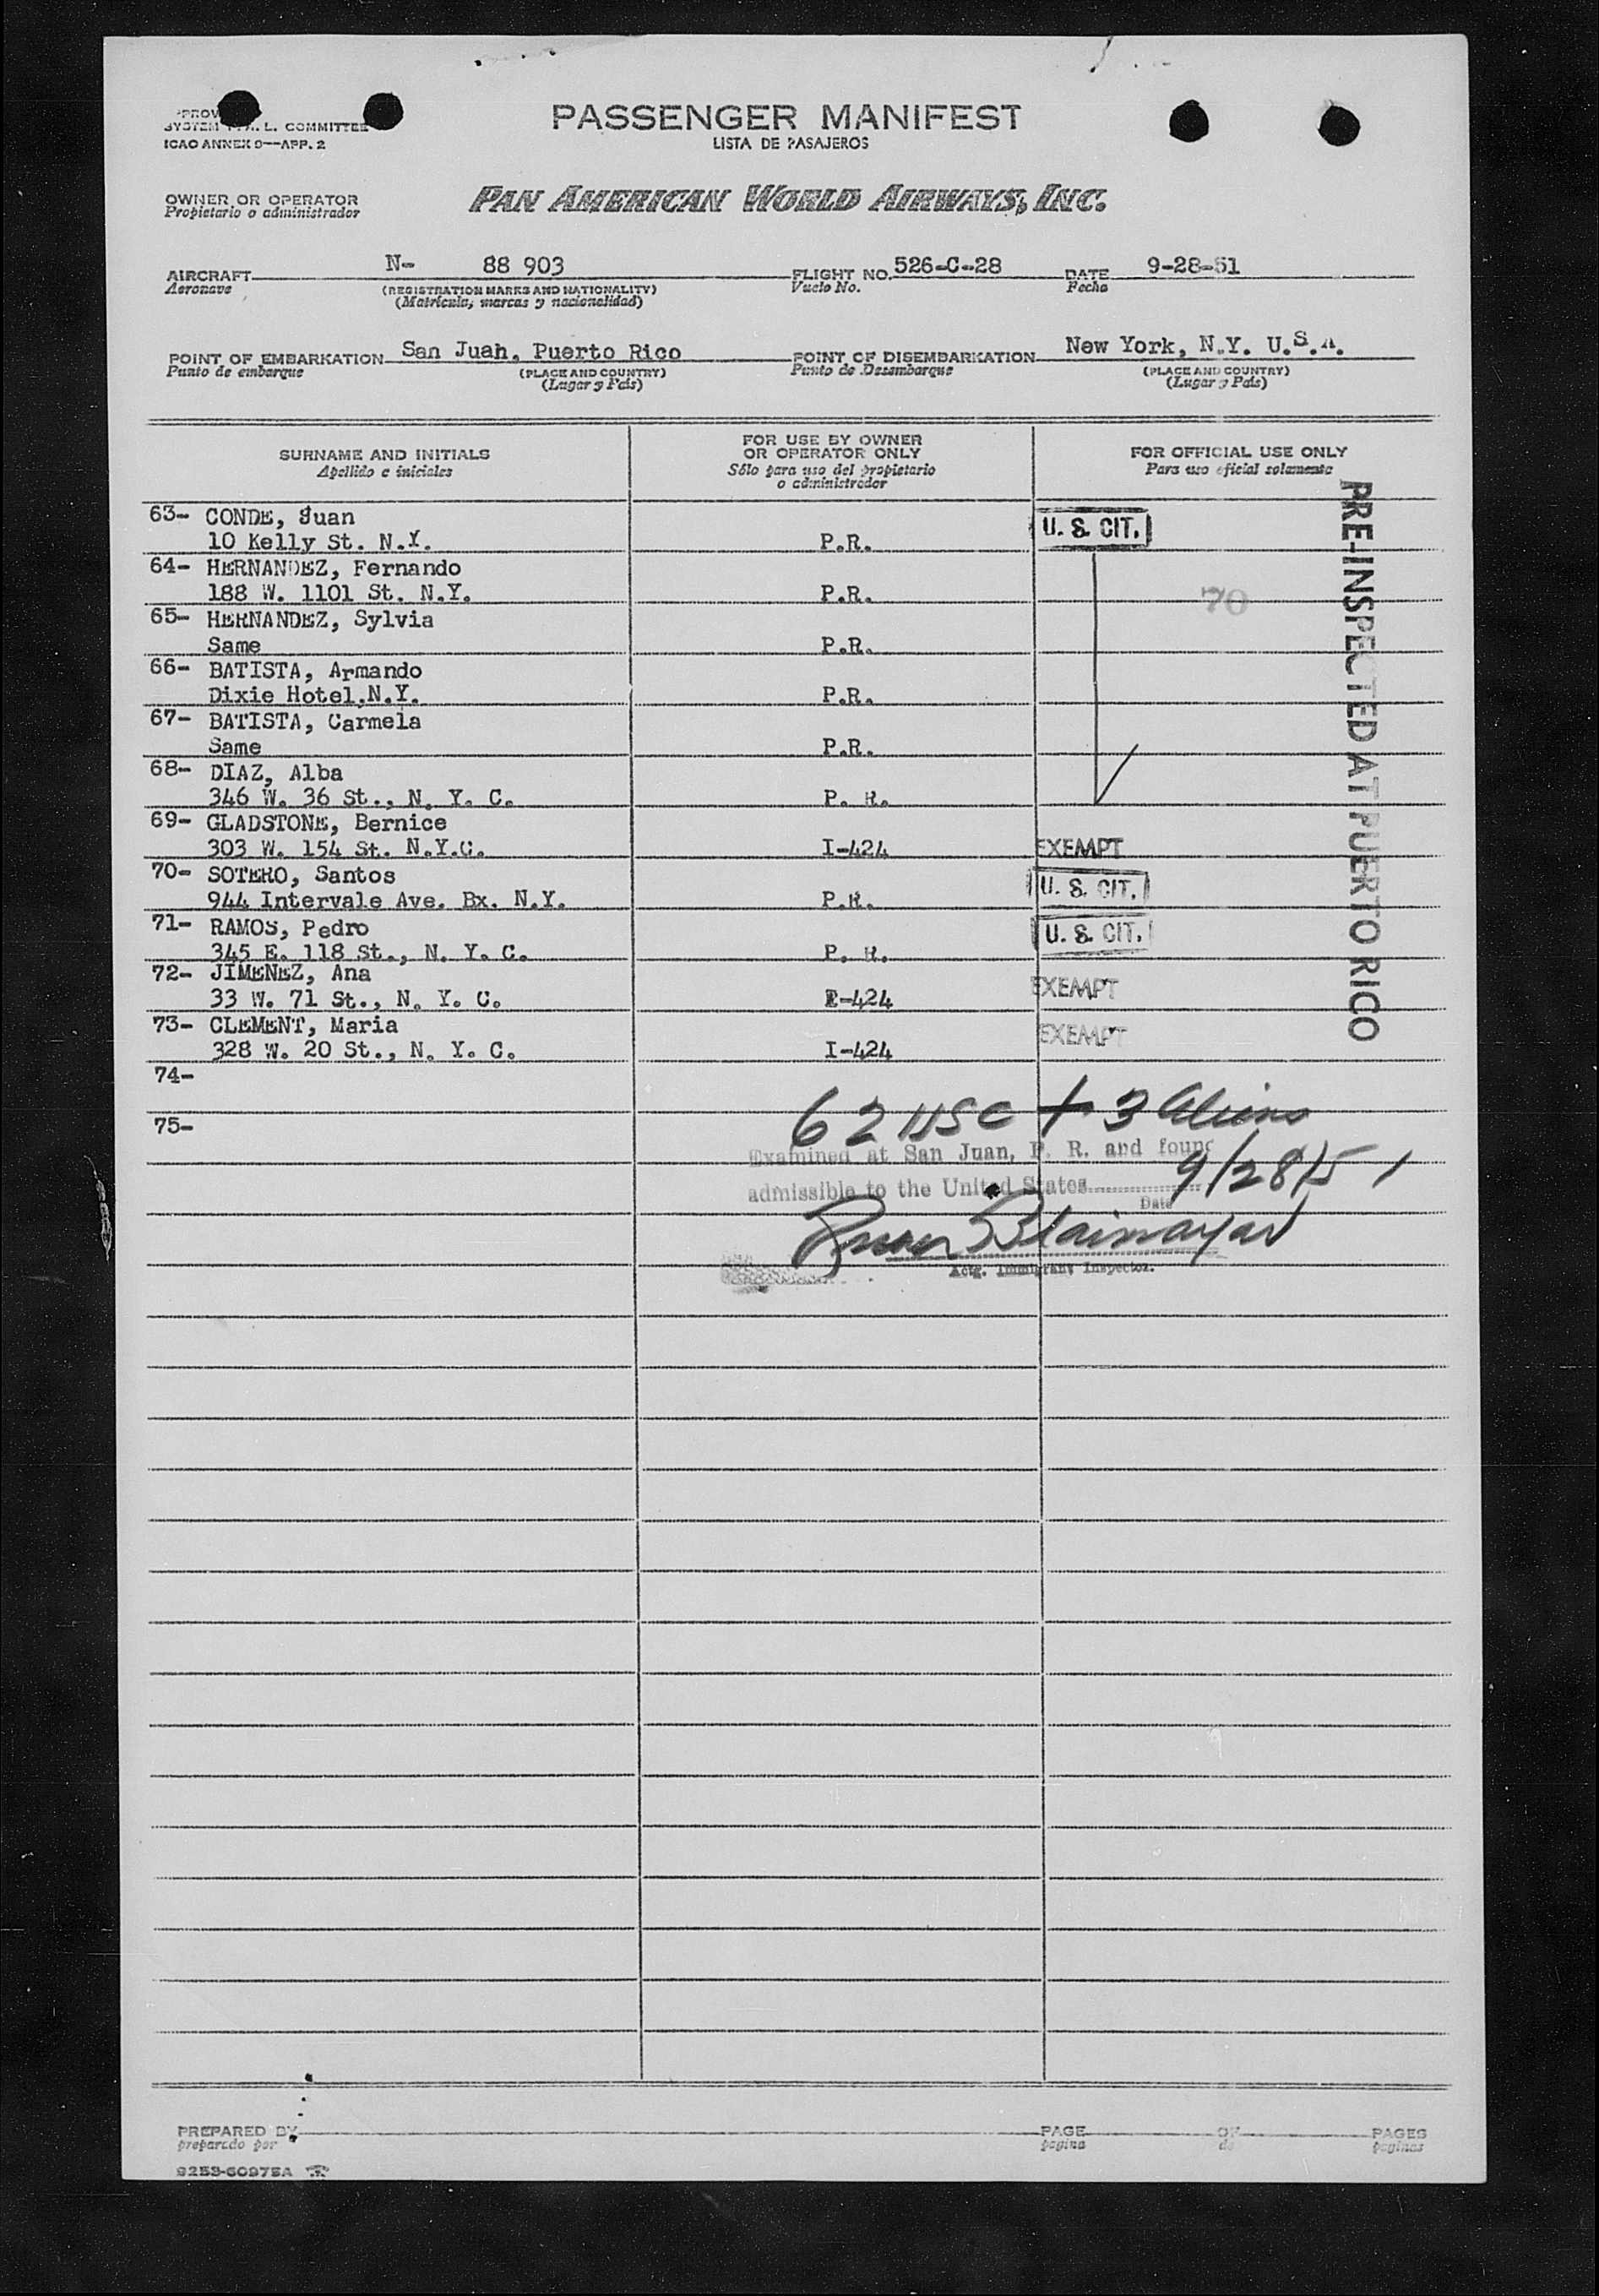 SYSTEM L. COMMITTEE
ICAO ANNEX 9—APP. 2
PASSENGER MANIFEST
LISTA DE PASAJEROS
OWNER OR OPERATOR
Propietario o administrador
PAN AMERICAN WORLD AIRWAYS, INC.
AIRCRAFT N- 88 903 FLIGHT NO. 526-C-28 DATE 9-28-51
Aeronave (REGISTRATION MARKS AND NATIONALITY) Vuelo No. Fecha
(Matrícula, marcas y nacionalidad)
POINT OF EMBARKATION San Juan, Puerto Rico POINT OF DISEMBARKATION New York, N.Y. U.S.A.
Punto de embarque (PLACE AND COUNTRY) Punto de Desembarque (PLACE AND COUNTRY)
(Lugar y País) (Lugar y País)
SURNAME AND INITIALS
Apellido e iniciales
FOR USE BY OWNER
OR OPERATOR ONLY
Sólo para uso del propietario
o administrador
FOR OFFICIAL USE ONLY
Para uso oficial solamente
PRE-INSPECTED AT PUERTO RICO
63- CONDE, Juan
10 Kelly St. N.Y. P.R. U. S. CIT.
64- HERNANDEZ, Fernando
188 W. 1101 St. N.Y. P.R. 70
65- HERNANDEZ, Sylvia
Same P.R.
66- BATISTA, Armando
Dixie Hotel.N.Y. P.R.
67- BATISTA, Carmela
Same P.R.
68- DIAZ, Alba
346 W. 36 St., N. Y. C. P. R.
69- GLADSTONE, Bernice
303 W. 154 St. N.Y.C. I-424 EXEMPT
70- SOTERO, Santos
944 Intervale Ave. Bx. N.Y. P.R. U. S. CIT.
71- RAMOS, Pedro
345 E. 118 St., N. Y. C. P. R. U. S. CIT.
72- JIMENEZ, Ana
33 W. 71 St., N. Y. C. I-424 EXEMPT
73- CLEMENT, Maria
328 W. 20 St., N. Y. C. I-424 EXEMPT
74-
75-
62 USC + 3 Aliens
Examined at San Juan, P. R. and found
admissible to the United States 9/28/51
Date
Actg. Immigrant Inspector.
PREPARED BY PAGE OF PAGES
preparado por página de páginas
9253-60975A